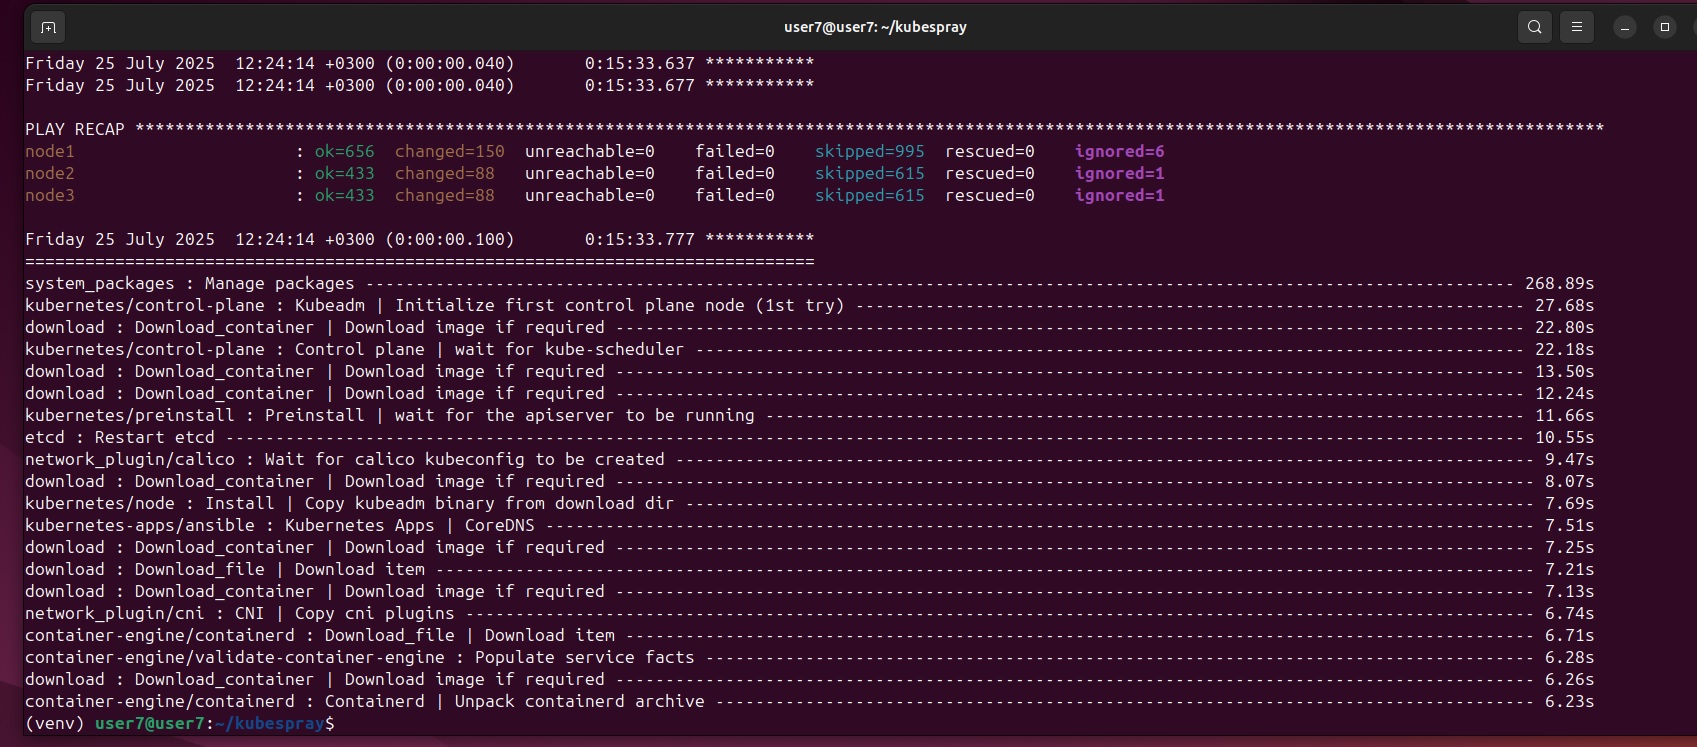 user7@user7: ~/kubespray
Friday 25 July 2025  12:24:14 +0300 (0:00:00.040)       0:15:33.637 ***********
Friday 25 July 2025  12:24:14 +0300 (0:00:00.040)       0:15:33.677 ***********
PLAY RECAP ***************************************************************************************************************************************************
node1                      : ok=656  changed=150  unreachable=0    failed=0    skipped=995  rescued=0    ignored=6
node2                      : ok=433  changed=88   unreachable=0    failed=0    skipped=615  rescued=0    ignored=1
node3                      : ok=433  changed=88   unreachable=0    failed=0    skipped=615  rescued=0    ignored=1
Friday 25 July 2025  12:24:14 +0300 (0:00:00.100)       0:15:33.777 ***********
===============================================================================
system_packages : Manage packages ------------------------------------------------------------------------------------------------------------------- 268.89s
kubernetes/control-plane : Kubeadm | Initialize first control plane node (1st try) -------------------------------------------------------------------- 27.68s
download : Download_container | Download image if required ------------------------------------------------------------------------------------------- 22.80s
kubernetes/control-plane : Control plane | wait for kube-scheduler ----------------------------------------------------------------------------------- 22.18s
download : Download_container | Download image if required ------------------------------------------------------------------------------------------- 13.50s
download : Download_container | Download image if required ------------------------------------------------------------------------------------------- 12.24s
kubernetes/preinstall : Preinstall | wait for the apiserver to be running ---------------------------------------------------------------------------- 11.66s
etcd : Restart etcd ---------------------------------------------------------------------------------------------------------------------------------- 10.55s
network_plugin/calico : Wait for calico kubeconfig to be created -------------------------------------------------------------------------------------- 9.47s
download : Download_container | Download image if required -------------------------------------------------------------------------------------------- 8.07s
kubernetes/node : Install | Copy kubeadm binary from download dir ------------------------------------------------------------------------------------- 7.69s
kubernetes-apps/ansible : Kubernetes Apps | CoreDNS --------------------------------------------------------------------------------------------------- 7.51s
download : Download_container | Download image if required -------------------------------------------------------------------------------------------- 7.25s
download : Download_file | Download item -------------------------------------------------------------------------------------------------------------- 7.21s
download : Download_container | Download image if required -------------------------------------------------------------------------------------------- 7.13s
network_plugin/cni : CNI | Copy cni plugins ----------------------------------------------------------------------------------------------------------- 6.74s
container-engine/containerd : Download_file | Download item ------------------------------------------------------------------------------------------- 6.71s
container-engine/validate-container-engine : Populate service facts ----------------------------------------------------------------------------------- 6.28s
download : Download_container | Download image if required -------------------------------------------------------------------------------------------- 6.26s
container-engine/containerd : Containerd | Unpack containerd archive ---------------------------------------------------------------------------------- 6.23s
(venv) user7@user7:~/kubespray$